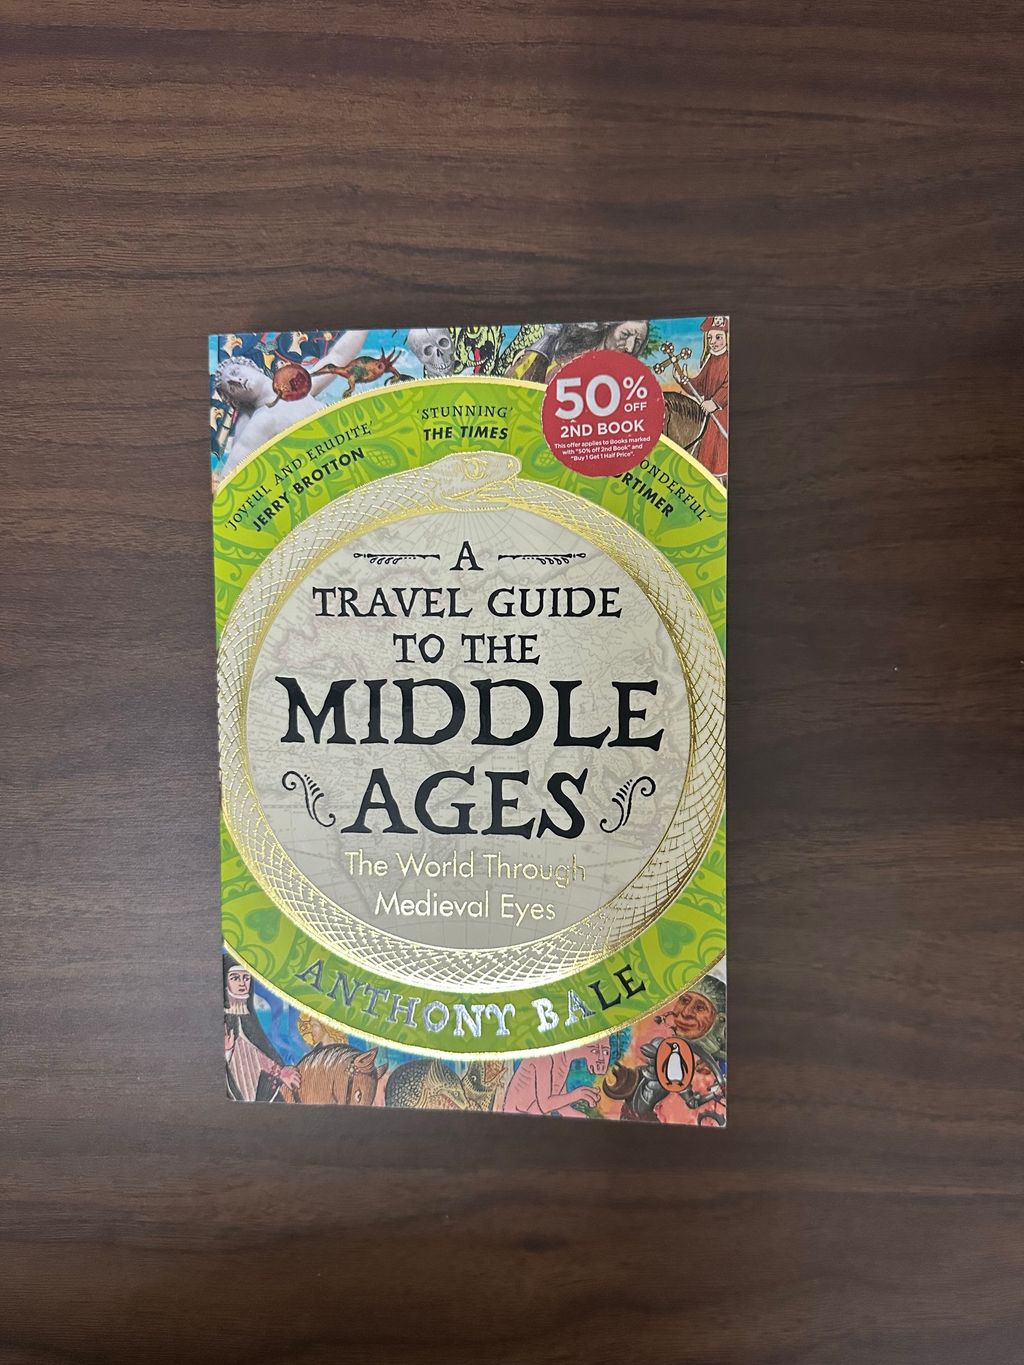 'JOYFUL AND ERUDITE'
JERRY BROTTON
'STUNNING'
THE TIMES
50% OFF
2ND BOOK
This offer applies to Books marked
with "50% off 2nd Book" and
"Buy 1 Get 1 Half Price".
A
TRAVEL GUIDE
TO THE
MIDDLE
AGES
The World Through
Medieval Eyes
ANTHONY BALE